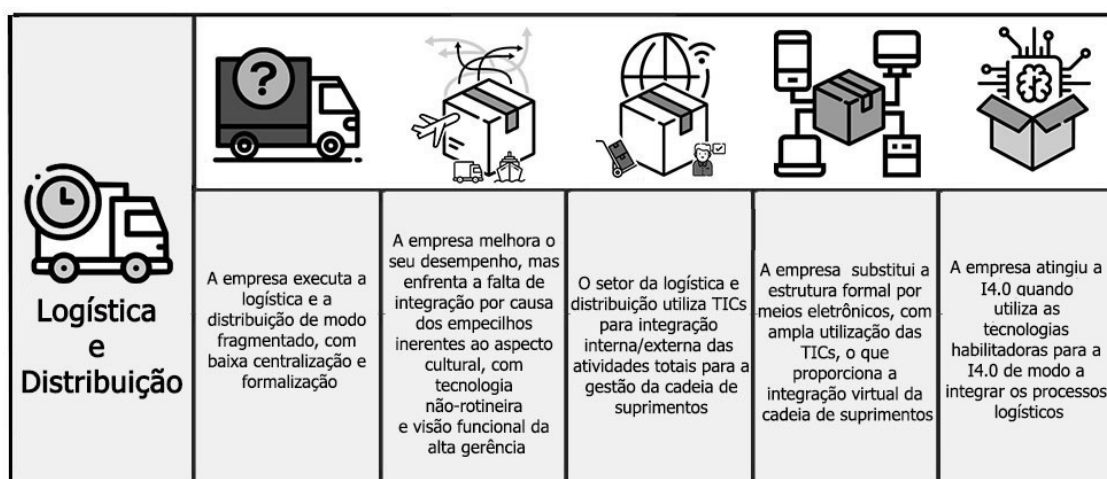 Logística
e
Distribuição
A empresa executa a
logística e a
distribuição de modo
fragmentado, com
baixa centralização e
formalização
A empresa melhora o
seu desempenho, mas
enfrenta a falta de
integração por causa
dos empecilhos
inerentes ao aspecto
cultural, com
tecnologia
não-rotineira
e visão funcional da
alta gerência
O setor da logística e
distribuição utiliza TICs
para integração
interna/externa das
atividades totais para a
gestão da cadeia de
suprimentos
A empresa substitui a
estrutura formal por
meios eletrônicos, com
ampla utilização das
TICs, o que
proporciona a
integração virtual da
cadeia de suprimentos
A empresa atingiu a
I4.0 quando
utiliza as
tecnologias
habilitadoras para a
I4.0 de modo a
integrar os processos
logísticos